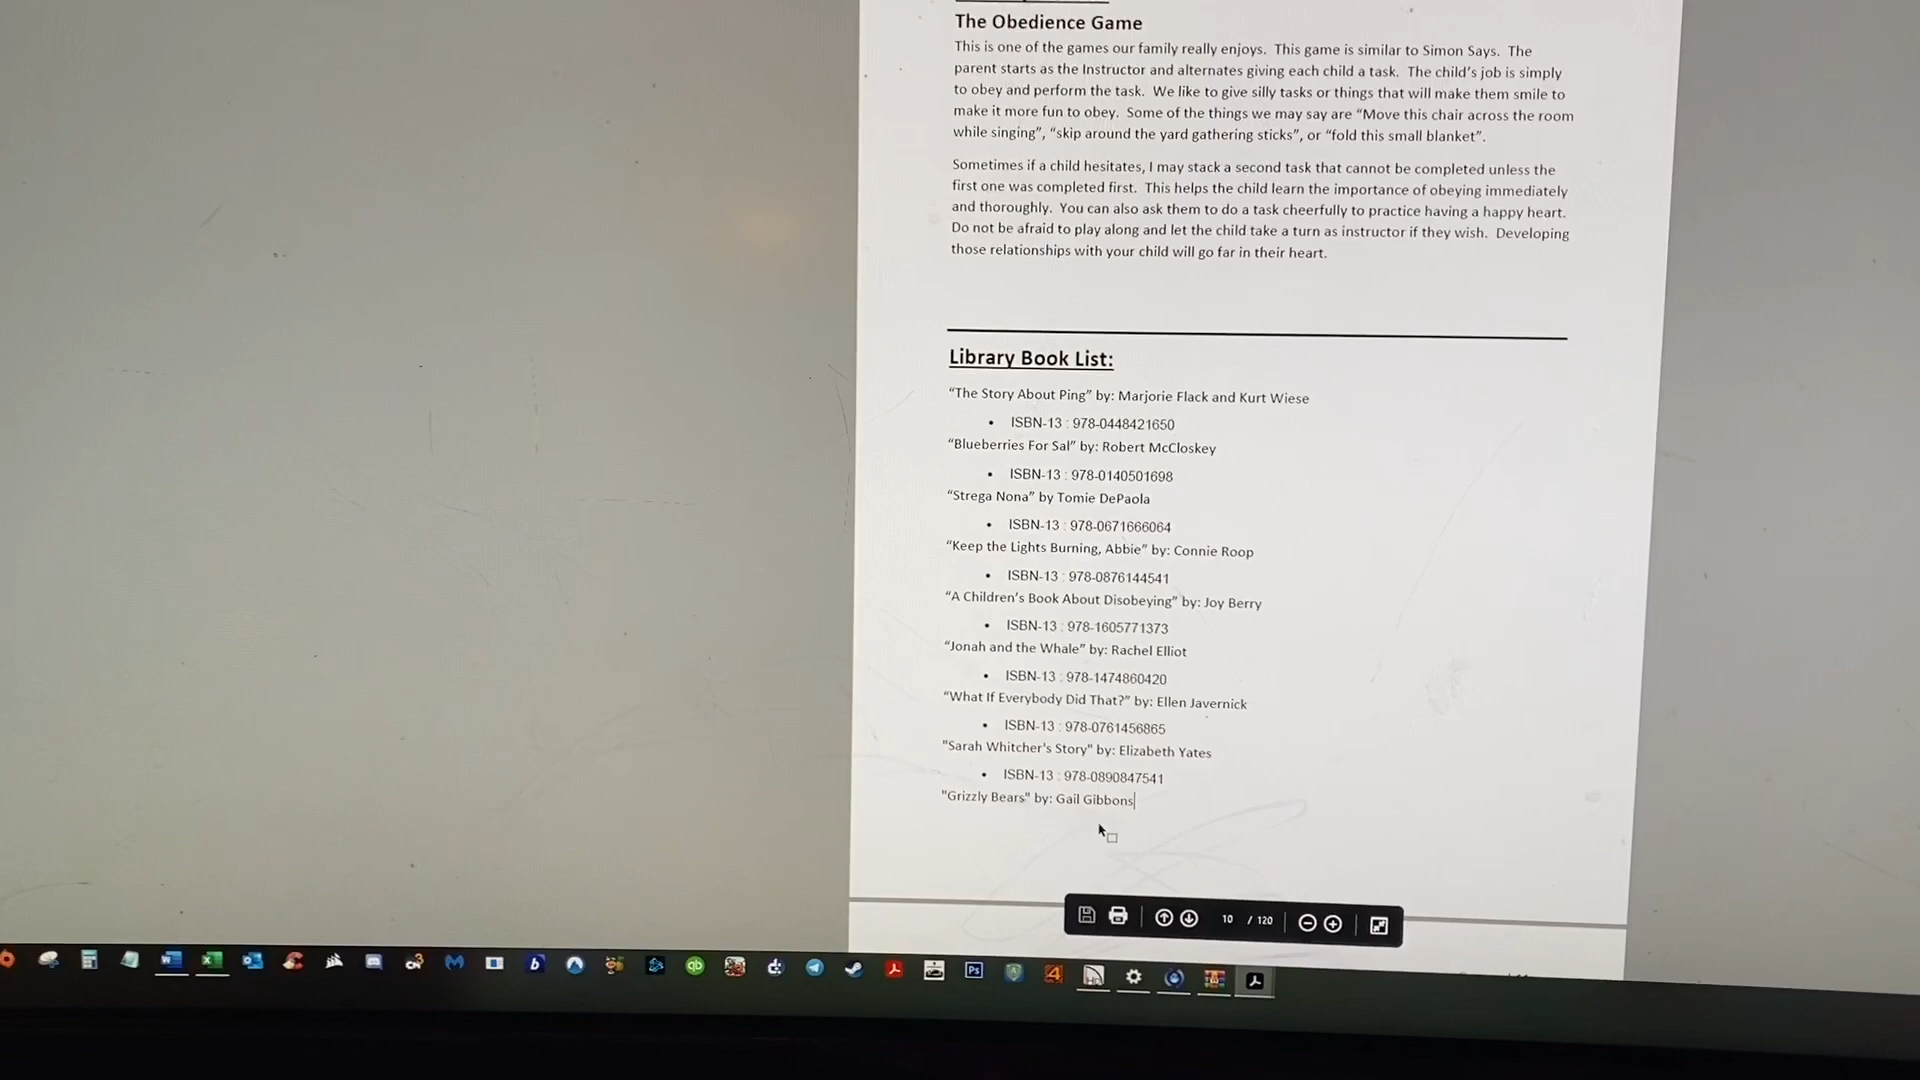 The Obedience Game
This is one of the games our family really enjoys. This game is similar to Simon Says. The
parent starts as the Instructor and alternates giving each child a task. The child's job is simply
to obey and perform the task. We like to give silly tasks or things that will make them smile to
make it more fun to obey. Some of the things we may say are “Move this chair across the room
while singing”, “skip around the yard gathering sticks”, or “fold this small blanket”.
Sometimes if a child hesitates, I may stack a second task that cannot be completed unless the
first one was completed first. This helps the child learn the importance of obeying immediately
and thoroughly. You can also ask them to do a task cheerfully to practice having a happy heart.
Do not be afraid to play along and let the child take a turn as instructor if they wish. Developing
those relationships with your child will go far in their heart.
Library Book List:
“The Story About Ping” by: Marjorie Flack and Kurt Wiese
• ISBN-13 : 978-0448421650
“Blueberries For Sal” by: Robert McCloskey
• ISBN-13 : 978-0140501698
“Strega Nona” by Tomie DePaola
• ISBN-13 : 978-0671666064
“Keep the Lights Burning, Abbie” by: Connie Roop
• ISBN-13 : 978-0876144541
“A Children’s Book About Disobeying” by: Joy Berry
• ISBN-13 : 978-1605771373
“Jonah and the Whale” by: Rachel Elliot
• ISBN-13 : 978-1474860420
“What If Everybody Did That?” by: Ellen Javernick
• ISBN-13 : 978-0761456865
"Sarah Whitcher's Story" by: Elizabeth Yates
• ISBN-13 : 978-0890847541
"Grizzly Bears" by: Gail Gibbons
10 / 120
b
qb
Ps